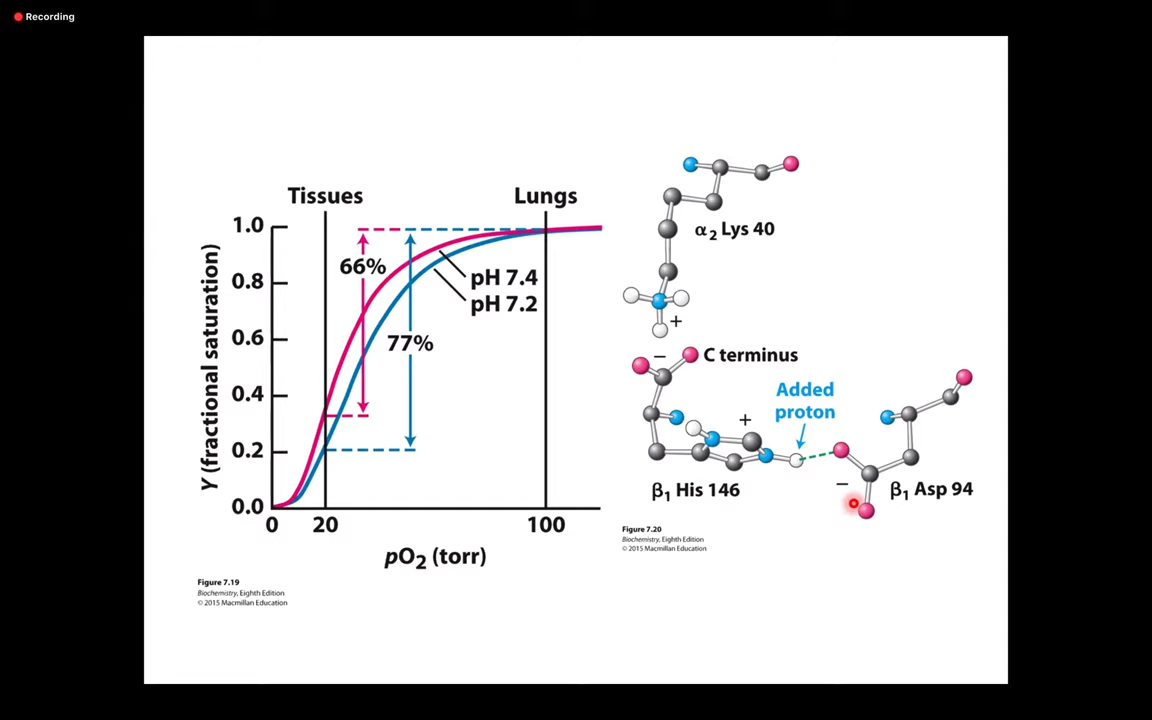 Recording
Tissues
Lungs
1.0
0.8
0.6
0.4
0.2
0.0
Y (fractional saturation)
66%
77%
pH 7.4
pH 7.2
0
20
100
pO₂ (torr)
Figure 7.19
Biochemistry, Eighth Edition
© 2015 Macmillan Education
α₂ Lys 40
+
−
C terminus
Added
proton
+
−
β₁ His 146
β₁ Asp 94
Figure 7.20
Biochemistry, Eighth Edition
© 2015 Macmillan Education